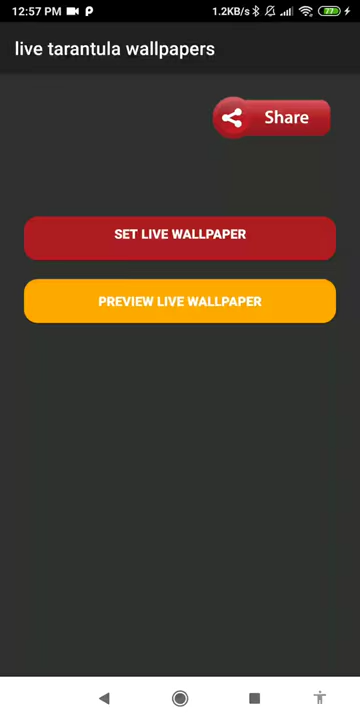 12:57 PM P 1.2KB/s 77
live tarantula wallpapers
Share
SET LIVE WALLPAPER
PREVIEW LIVE WALLPAPER